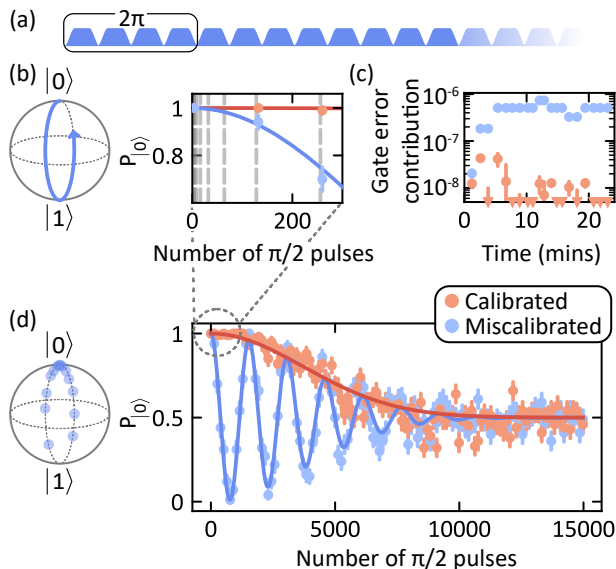 (a)
2π
(b)
|0⟩
|1⟩
P|0⟩
1
0.8
0
200
Number of π/2 pulses
(c)
Gate error
contribution
10⁻⁶
10⁻⁷
10⁻⁸
0
10
20
Time (mins)
Calibrated
Miscalibrated
(d)
|0⟩
|1⟩
P|0⟩
1
0.5
0
0
5000
10000
15000
Number of π/2 pulses